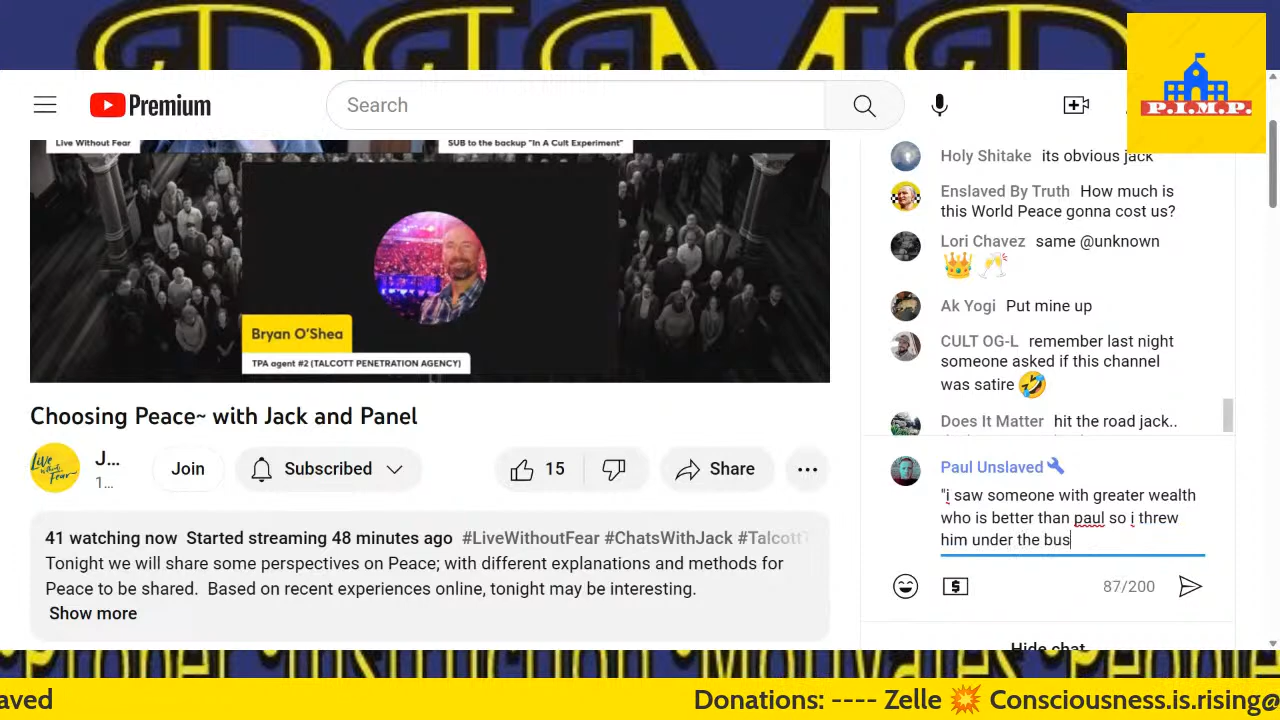 P.I.M.P.
Premium
Search
Live Without Fear
SUB to the backup "In A Cult Experiment"
Bryan O'Shea
TPA agent #2 (TALCOTT PENETRATION AGENCY)
Choosing Peace~ with Jack and Panel
J...
1...
Join
Subscribed
15
Share
41 watching now Started streaming 48 minutes ago #LiveWithoutFear #ChatsWithJack #TalcottT
Tonight we will share some perspectives on Peace; with different explanations and methods for
Peace to be shared. Based on recent experiences online, tonight may be interesting.
Show more
Holy Shitake its obvious jack
Enslaved By Truth How much is
this World Peace gonna cost us?
Lori Chavez same @unknown
Ak Yogi Put mine up
CULT OG-L remember last night
someone asked if this channel
was satire
Does It Matter hit the road jack..
Paul Unslaved
"i saw someone with greater wealth
who is better than paul so i threw
him under the bus
87/200
Hide chat
Proper Instruction Motivates People
aved
Donations: ---- Zelle 💥 Consciousness.is.rising@